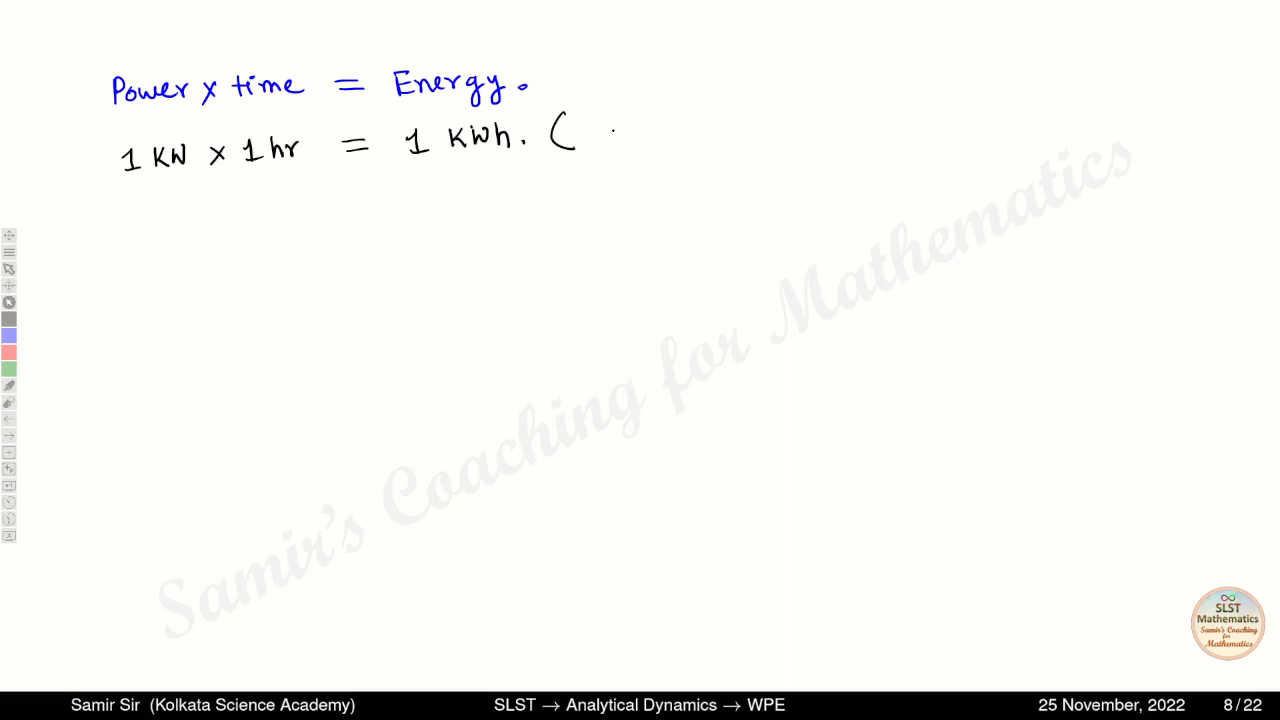 Power × time = Energy.
1 KW × 1 hr = 1 KWh. (
Samir's Coaching for Mathematics
SLST
Mathematics
Samir's Coaching
for
Mathematics
Samir Sir (Kolkata Science Academy) SLST → Analytical Dynamics → WPE 25 November, 2022 8 / 22